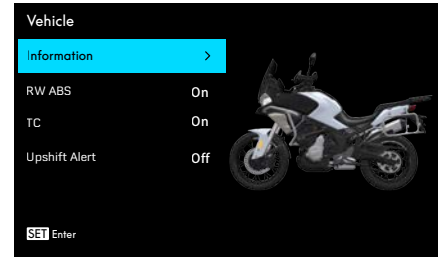 Vehicle
Information >
RW ABS On
TC On
Upshift Alert Off
SET Enter